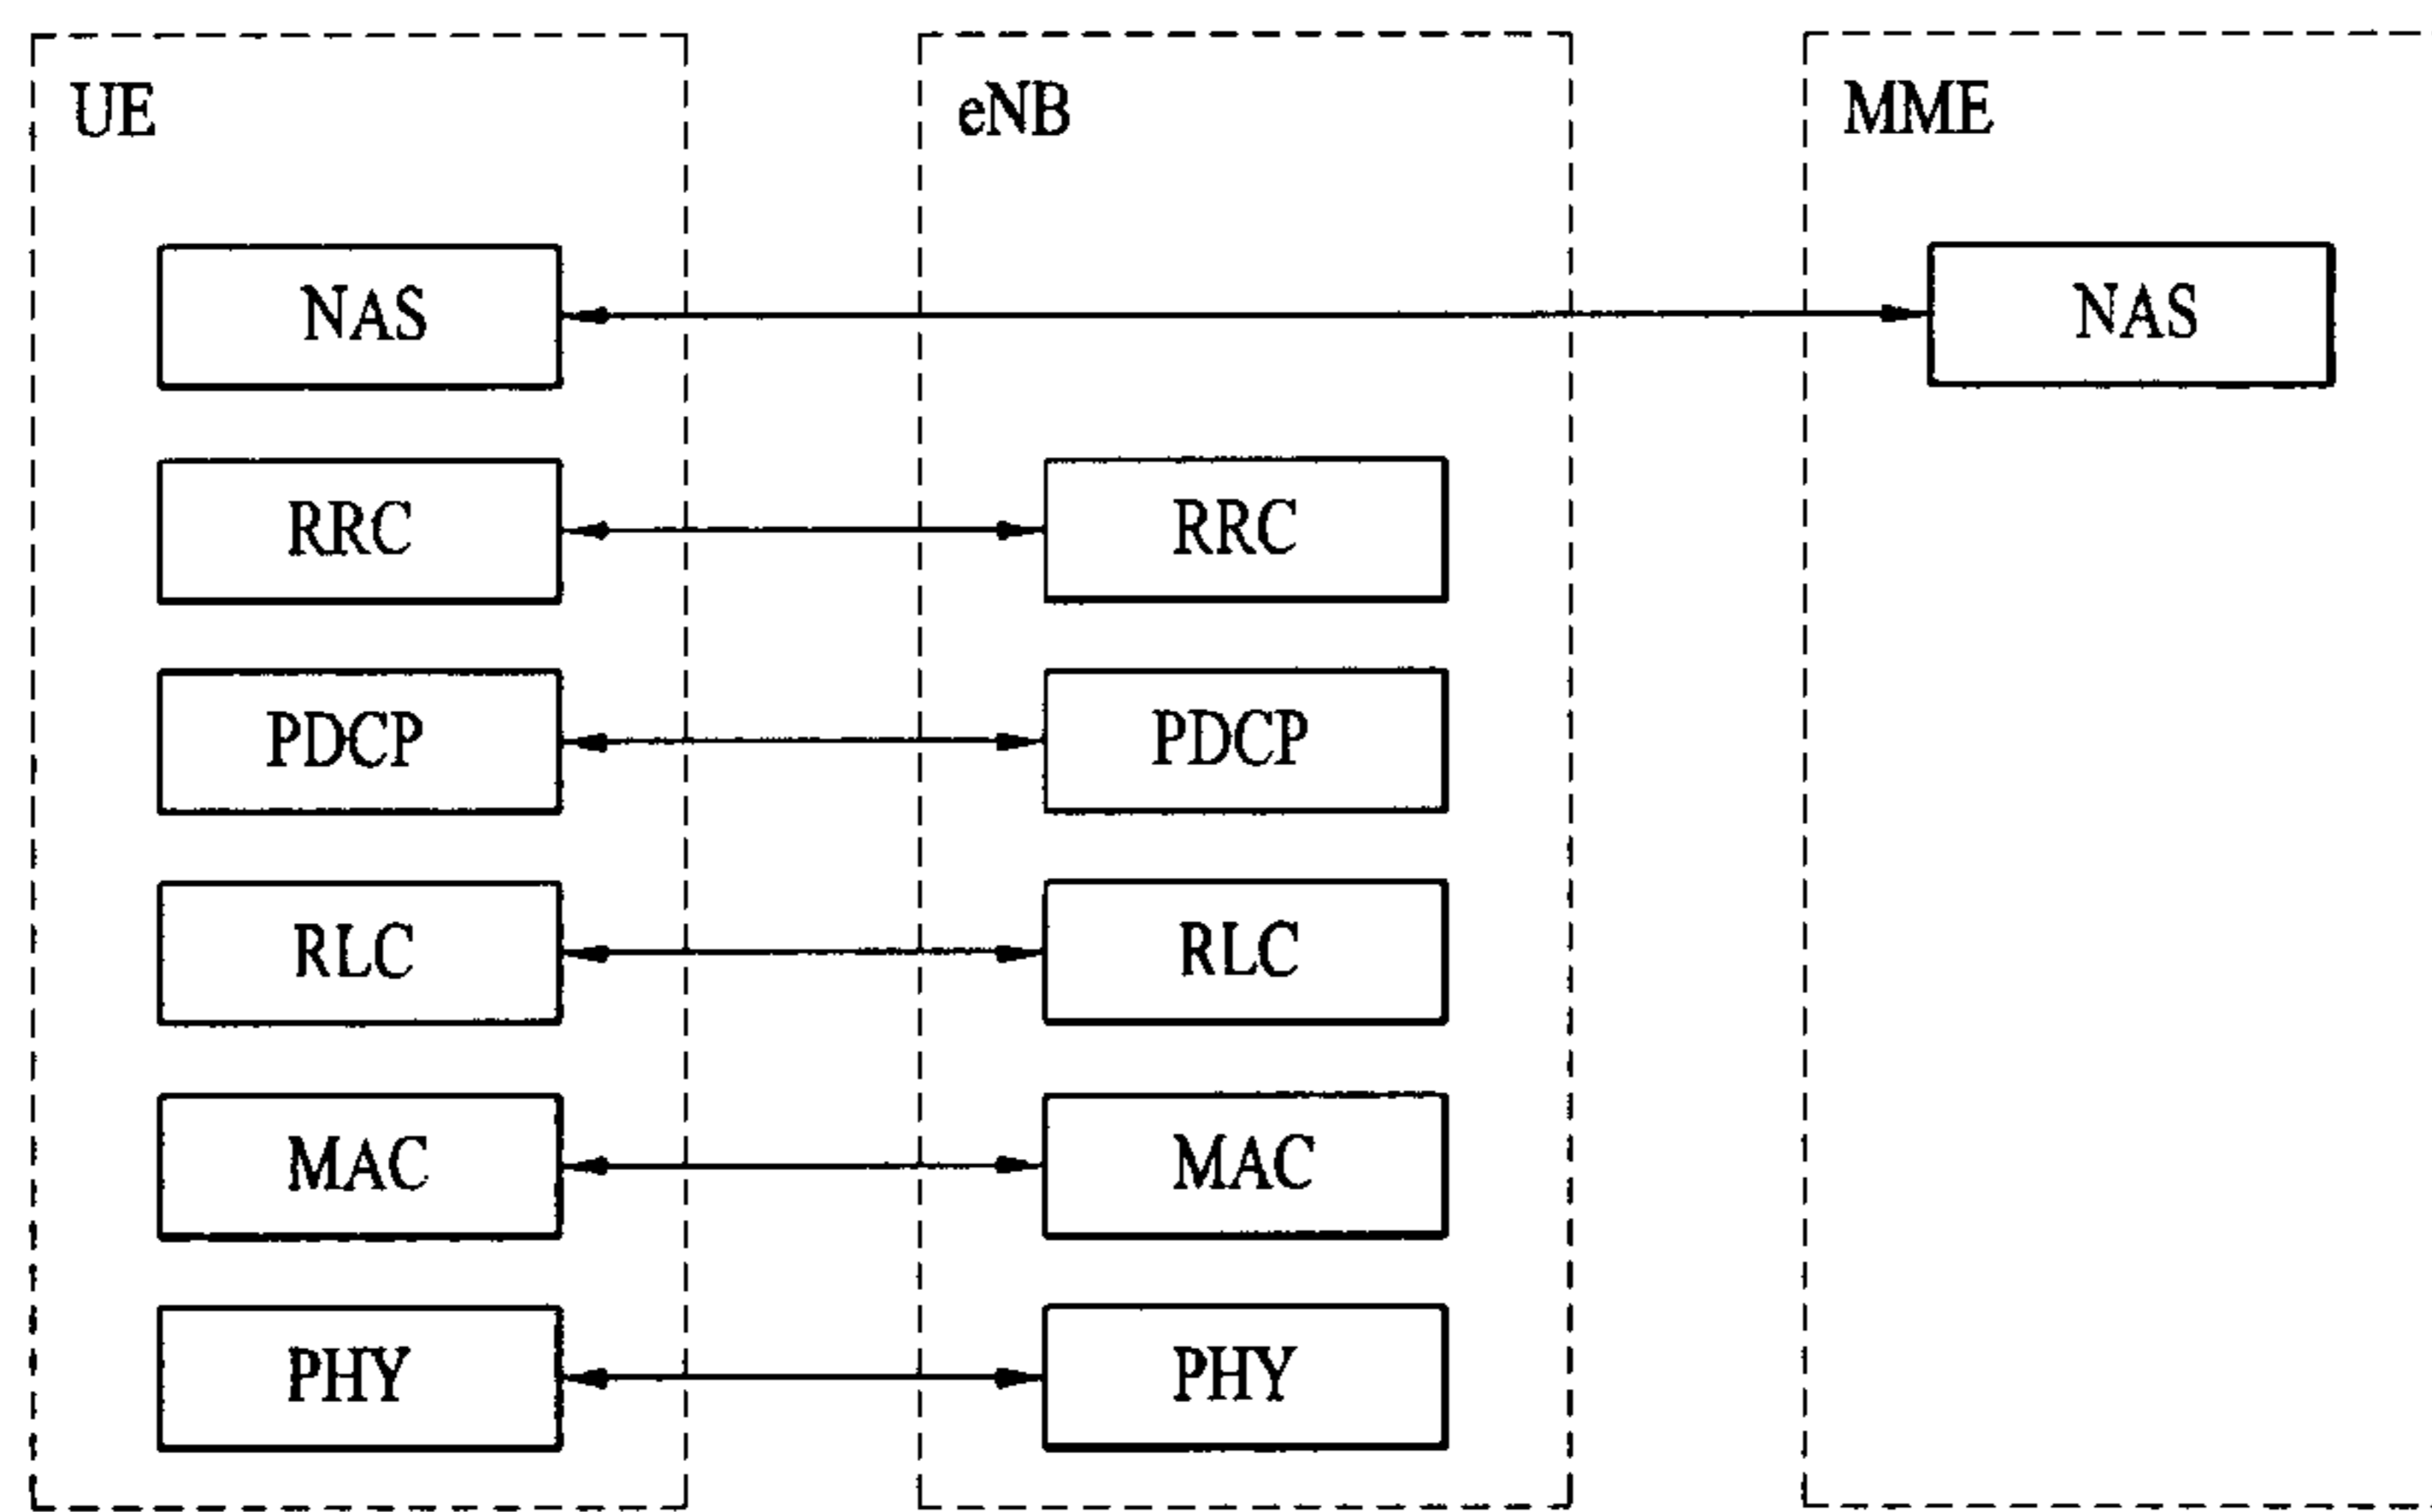 UE
eNB
MME
NAS
NAS
RRC
RRC
PDCP
PDCP
RLC
RLC
MAC
MAC
PHY
PHY